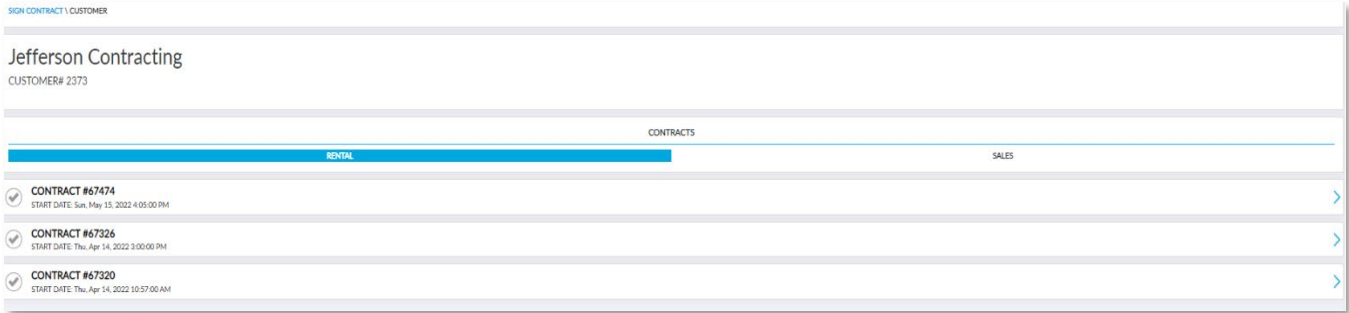 SIGN CONTRACT \ CUSTOMER
Jefferson Contracting
CUSTOMER# 2373
CONTRACTS
RENTAL SALES
CONTRACT #67474
START DATE: Sun, May 15, 2022 4:05:00 PM
CONTRACT #67326
START DATE: Thu, Apr 14, 2022 3:00:00 PM
CONTRACT #67320
START DATE: Thu, Apr 14, 2022 10:57:00 AM